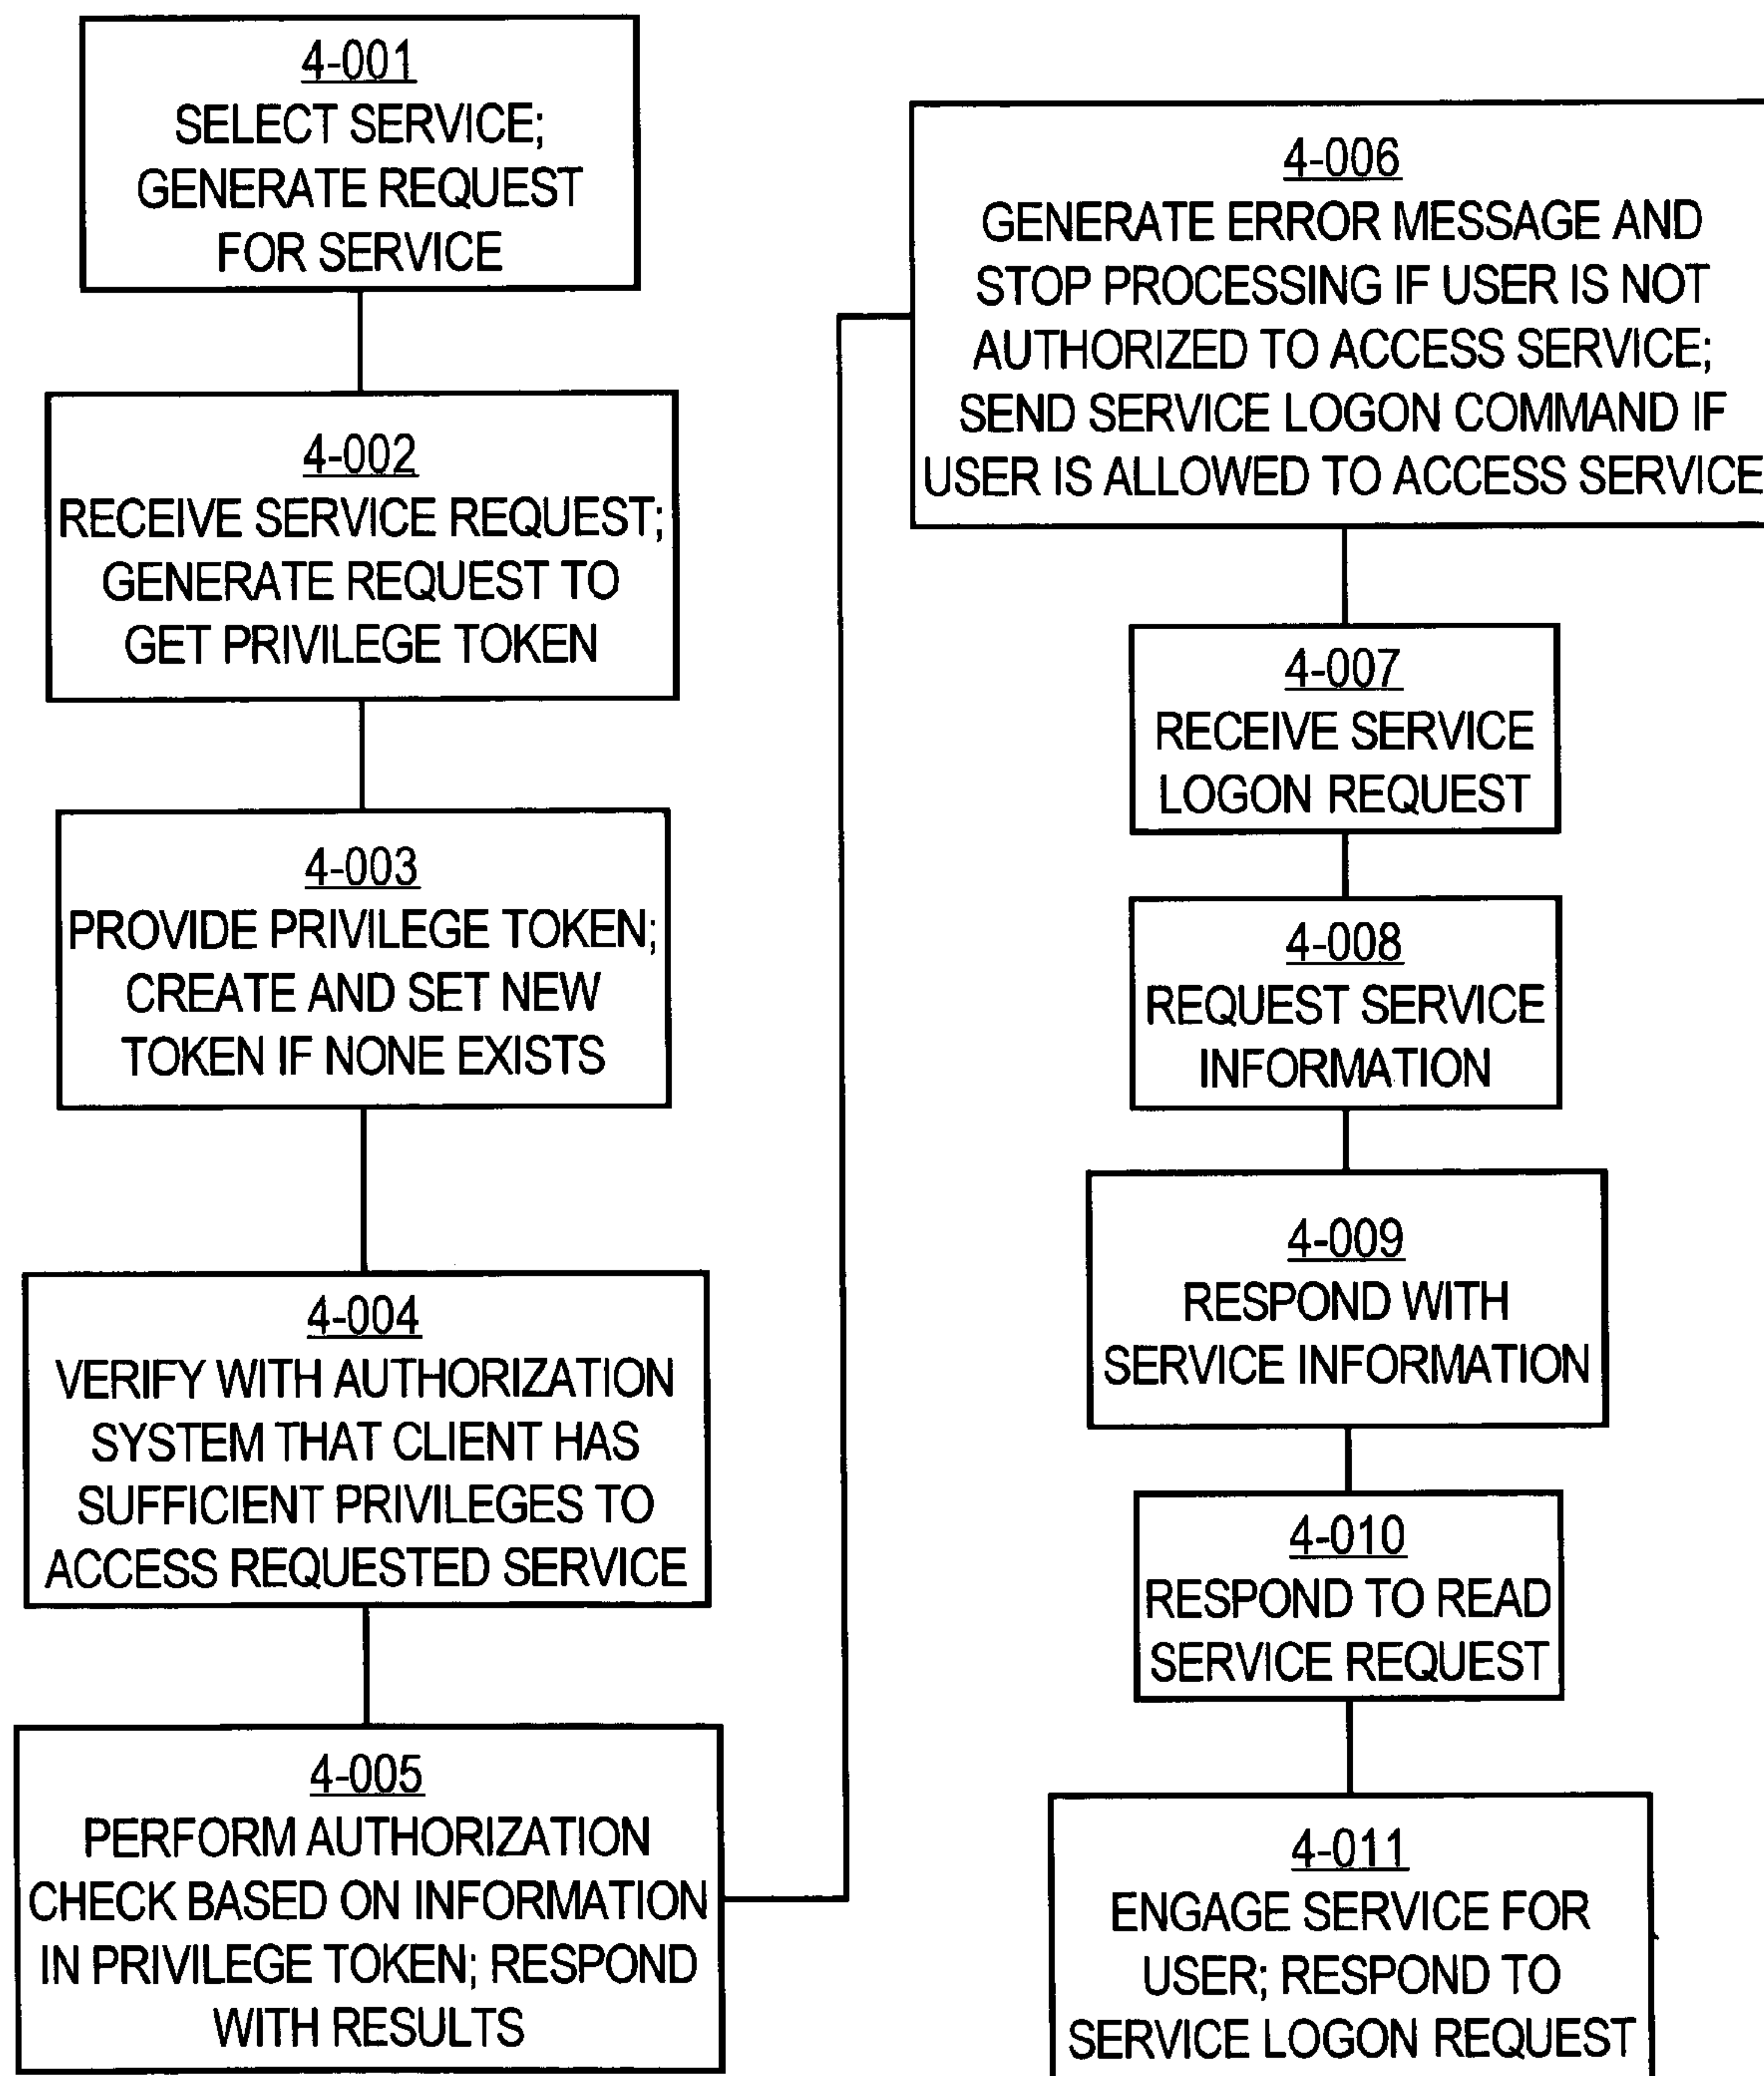 4-001
SELECT SERVICE;
GENERATE REQUEST
FOR SERVICE
4-002
RECEIVE SERVICE REQUEST;
GENERATE REQUEST TO
GET PRIVILEGE TOKEN
4-003
PROVIDE PRIVILEGE TOKEN;
CREATE AND SET NEW
TOKEN IF NONE EXISTS
4-004
VERIFY WITH AUTHORIZATION
SYSTEM THAT CLIENT HAS
SUFFICIENT PRIVILEGES TO
ACCESS REQUESTED SERVICE
4-005
PERFORM AUTHORIZATION
CHECK BASED ON INFORMATION
IN PRIVILEGE TOKEN; RESPOND
WITH RESULTS
4-006
GENERATE ERROR MESSAGE AND
STOP PROCESSING IF USER IS NOT
AUTHORIZED TO ACCESS SERVICE;
SEND SERVICE LOGON COMMAND IF
USER IS ALLOWED TO ACCESS SERVICE
4-007
RECEIVE SERVICE
LOGON REQUEST
4-008
REQUEST SERVICE
INFORMATION
4-009
RESPOND WITH
SERVICE INFORMATION
4-010
RESPOND TO READ
SERVICE REQUEST
4-011
ENGAGE SERVICE FOR
USER; RESPOND TO
SERVICE LOGON REQUEST